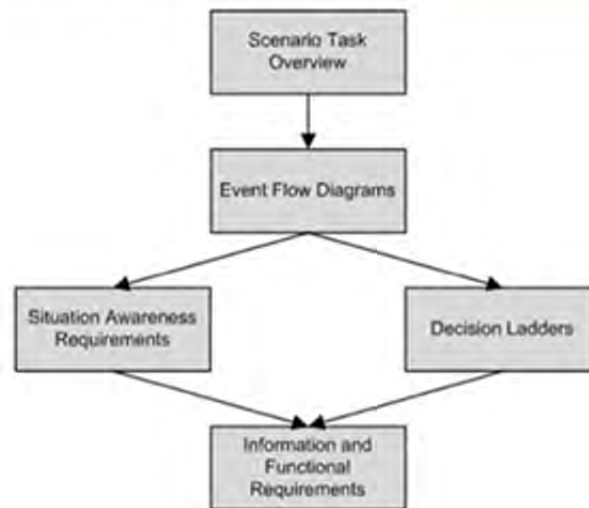 Scenario Task
Overview
Event Flow Diagrams
Situation Awareness
Requirements
Decision Ladders
Information and
Functional
Requirements